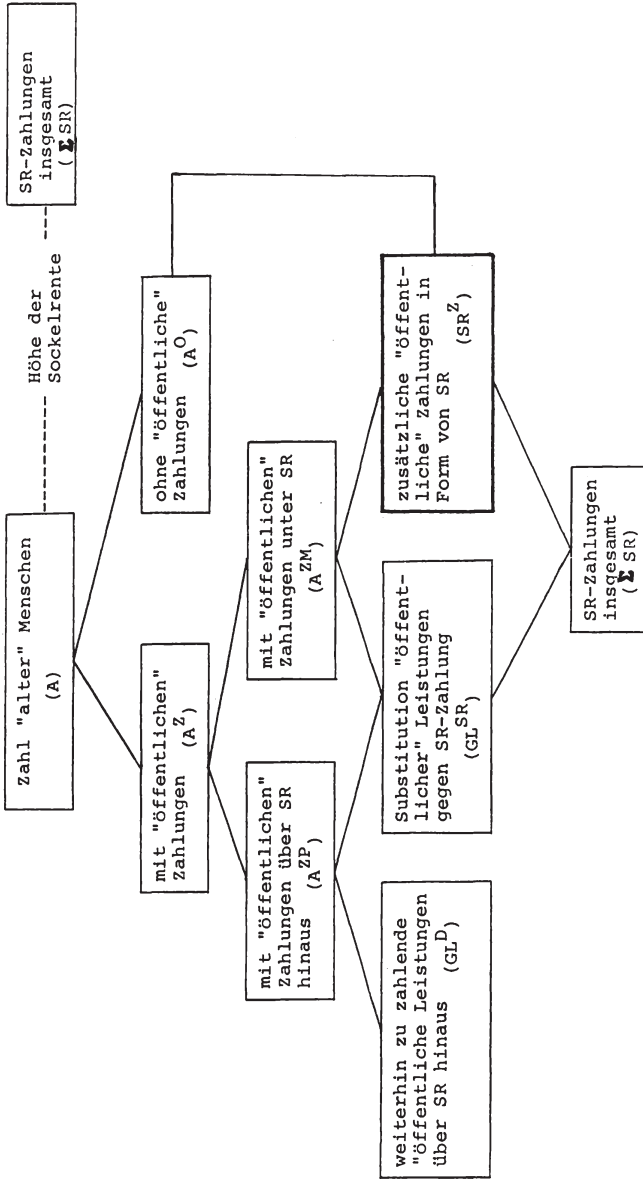 Zahl "alter" Menschen
(A)
Höhe der
Sockelrente
SR-Zahlungen
insgesamt
(Σ SR)
mit "öffentlichen"
Zahlungen (A^Z)
ohne "öffentliche"
Zahlungen (A^O)
mit "öffentlichen"
Zahlungen über SR
hinaus (A^ZP)
mit "öffentlichen"
Zahlungen unter SR
(A^ZM)
weiterhin zu zahlende
"öffentliche Leistungen
über SR hinaus (GL^D)
Substitution "öffent-
licher" Leistungen
gegen SR-Zahlung
(GL^SR)
zusätzliche "öffent-
liche" Zahlungen in
Form von SR
(SR^Z)
SR-Zahlungen
insgesamt
(Σ SR)